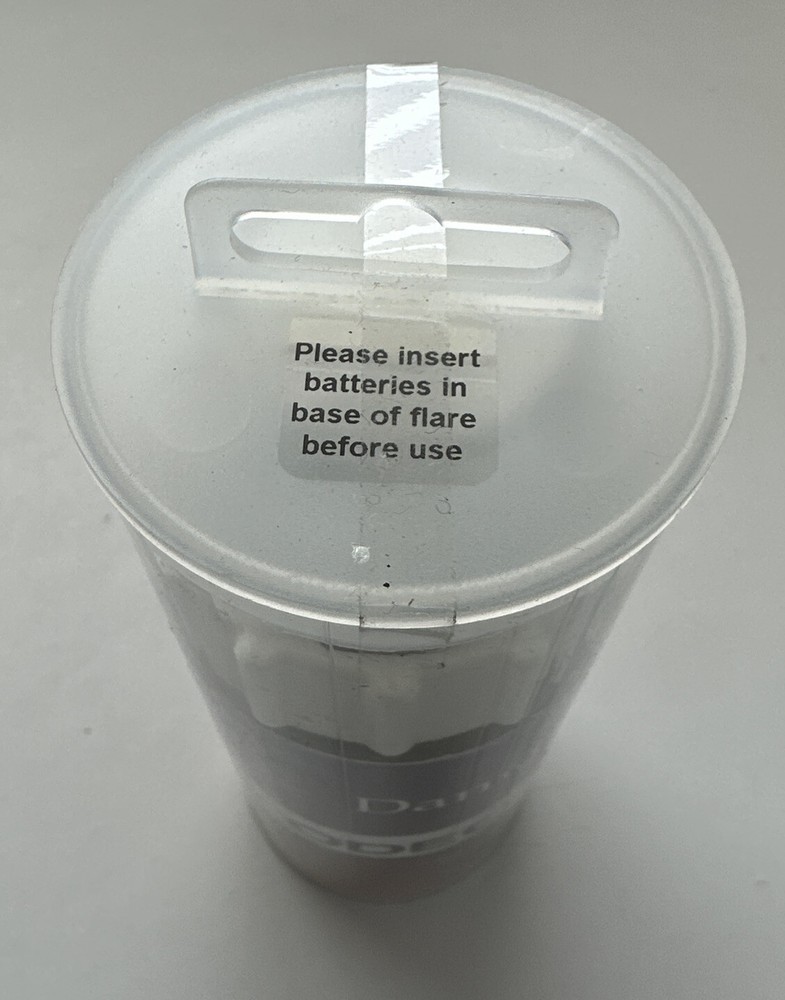 Please insert
batteries in
base of flare
before use